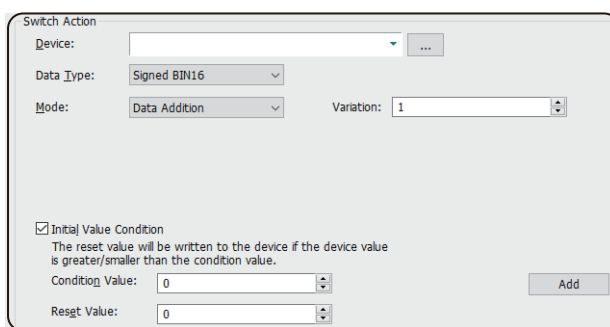 Switch Action
Device: ...
Data Type: Signed BIN16
Mode: Data Addition Variation: 1
Initial Value Condition
The reset value will be written to the device if the device value
is greater/smaller than the condition value.
Condition Value: 0 Add
Reset Value: 0